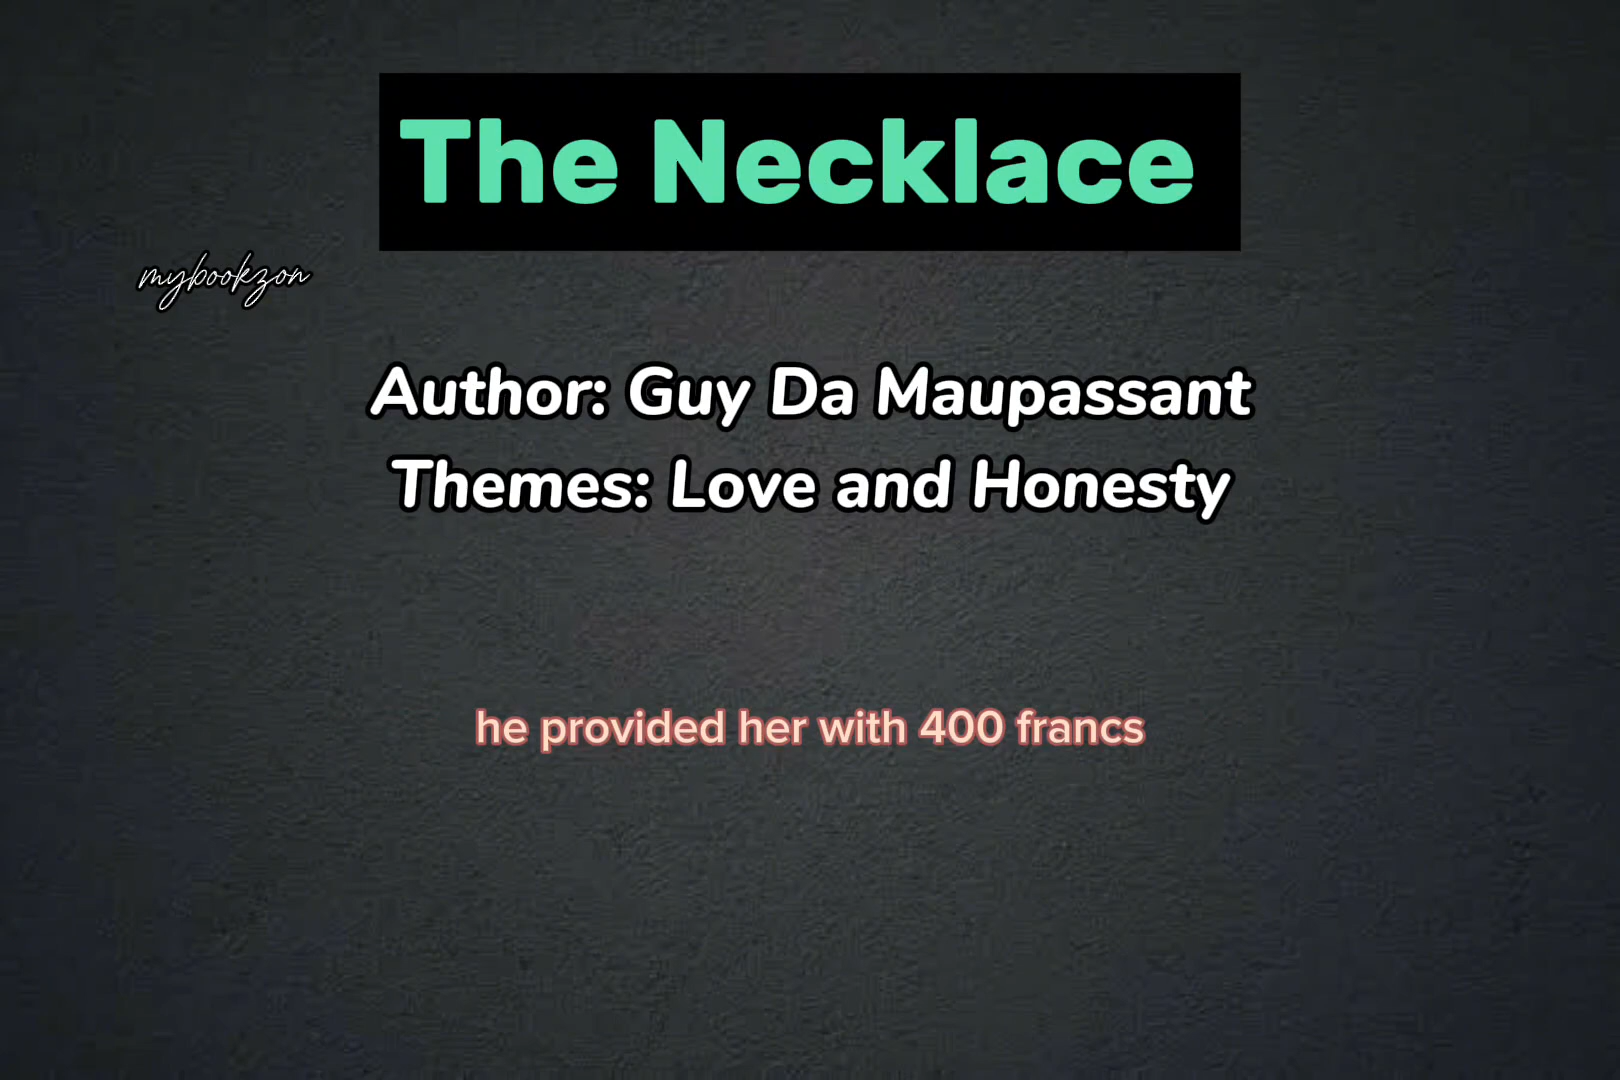 The Necklace
mybookzon
Author: Guy Da Maupassant
Themes: Love and Honesty
he provided her with 400 francs